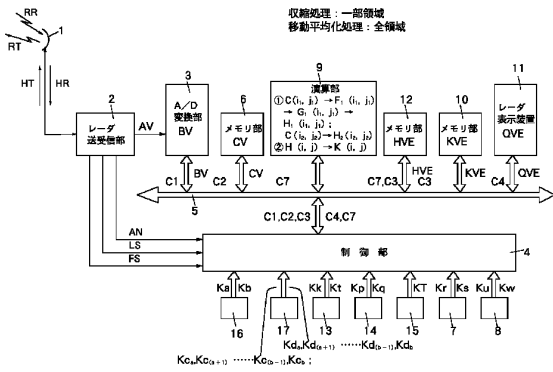 収縮処理：一部領域
移動平均化処理：全領域
RR
RT
1
HT
HR
2
レーダ
送受信部
AV
3
A／D
変換部
BV
6
メモリ部
CV
9
演算部
①C(i₁, j₁) →F₁ (i₁, j₁)
→ G₁ (i₁, j₁) →
H₁ (i₁, j₁) ;
C(i₂, j₂)→H₂(i₂, j₂)
②H (i, j) →K (i, j)
12
メモリ部
HVE
10
メモリ部
KVE
11
レーダ
表示装置
QVE
C1
BV
C2
CV
C7
C7,C3
HVE
C3
KVE
C4
QVE
5
C1,C2,C3
C4,C7
AN
LS
FS
制 御 部
4
Ka
Kb
Kk
Kt
Kp
Kq
KT
Kr
Ks
Ku
Kw
16
17
13
14
15
7
8
Kdₐ,Kd₍ₐ₊₁₎ ……Kd₍b₋₁₎,Kdb
Kcₐ,Kc₍ₐ₊₁₎ ……Kc₍b₋₁₎,Kcb ;